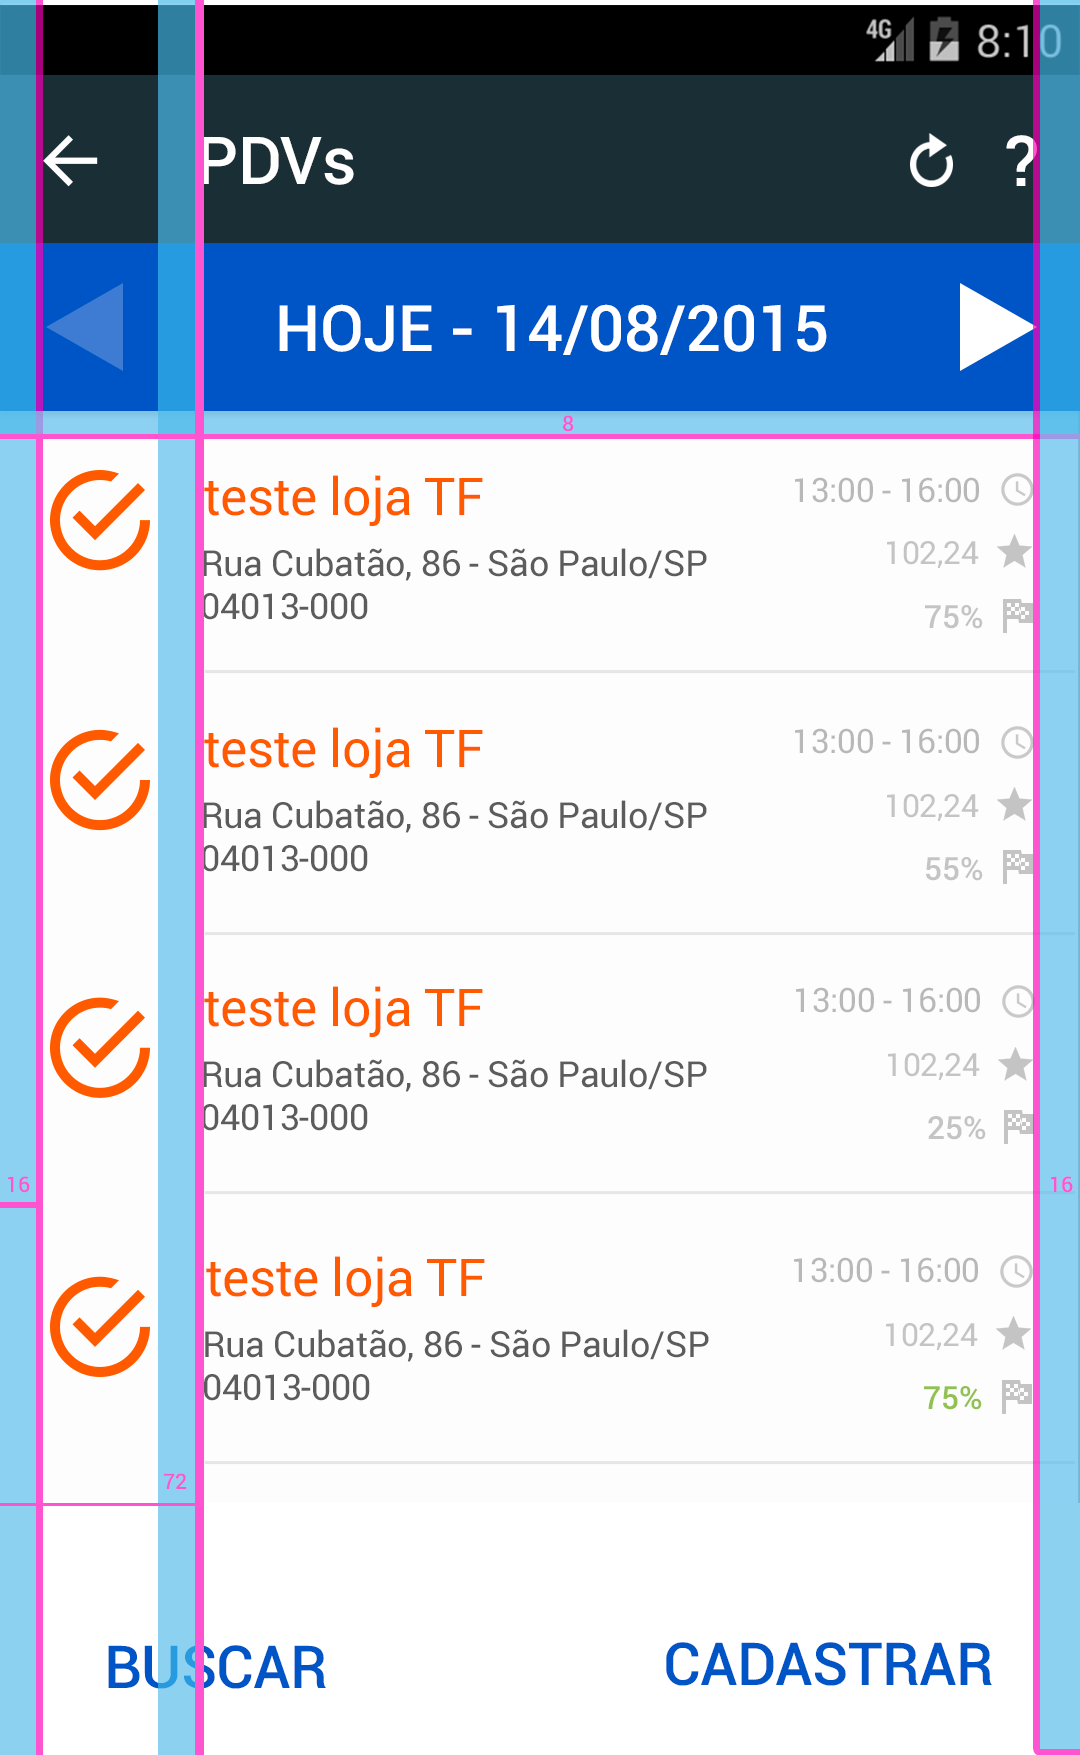 4G 8:10
PDVs ?
HOJE - 14/08/2015
8
teste loja TF 13:00 - 16:00
Rua Cubatão, 86 - São Paulo/SP 102,24
04013-000 75%
teste loja TF 13:00 - 16:00
Rua Cubatão, 86 - São Paulo/SP 102,24
04013-000 55%
teste loja TF 13:00 - 16:00
Rua Cubatão, 86 - São Paulo/SP 102,24
04013-000 25%
16 16
teste loja TF 13:00 - 16:00
Rua Cubatão, 86 - São Paulo/SP 102,24
04013-000 75%
72
BUSCAR CADASTRAR